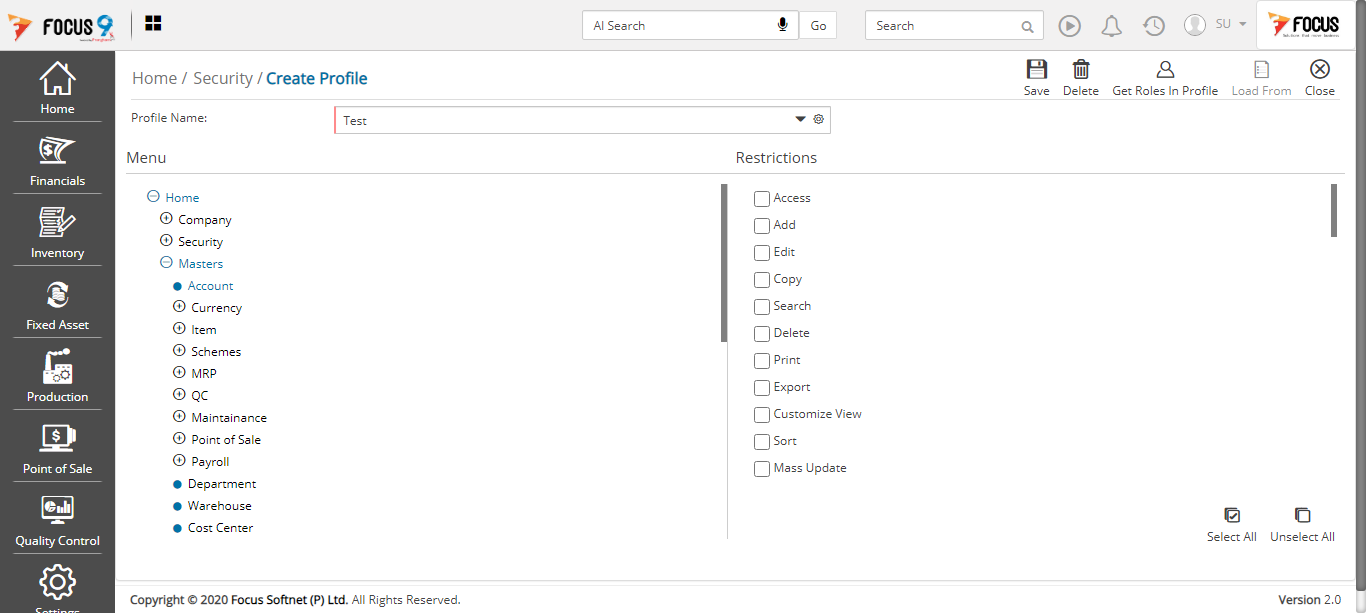 FOCUS 9
AI Search
Go
Search
SU
FOCUS
Home
Financials
Inventory
Fixed Asset
Production
Point of Sale
Quality Control
Settings
Home / Security / Create Profile
Save
Delete
Get Roles In Profile
Load From
Close
Profile Name:
Test
Menu
Home
Company
Security
Masters
Account
Currency
Item
Schemes
MRP
QC
Maintainance
Point of Sale
Payroll
Department
Warehouse
Cost Center
Restrictions
Access
Add
Edit
Copy
Search
Delete
Print
Export
Customize View
Sort
Mass Update
Select All
Unselect All
Copyright © 2020 Focus Softnet (P) Ltd. All Rights Reserved.
Version 2.0